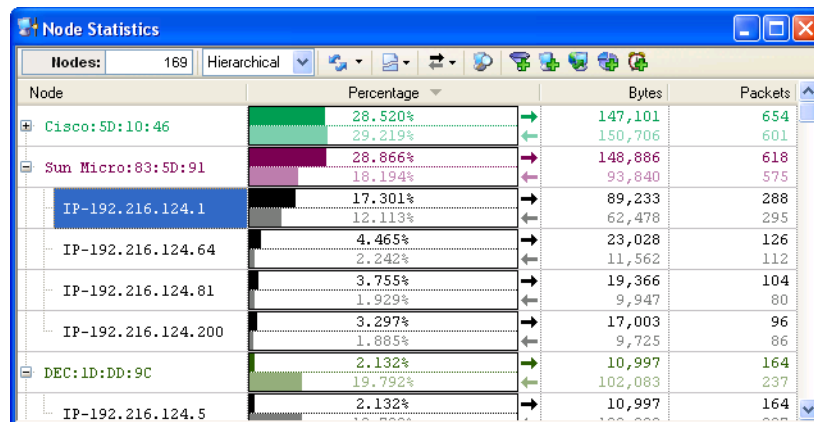 Node Statistics
Nodes: 169 Hierarchical
Node Percentage Bytes Packets
Cisco:5D:10:46 28.520% 147,101 654
29.219% 150,706 601
Sun Micro:83:5D:91 28.866% 148,886 618
18.194% 93,840 575
IP-192.216.124.1 17.301% 89,233 288
12.113% 62,478 295
IP-192.216.124.64 4.465% 23,028 126
2.242% 11,562 112
IP-192.216.124.81 3.755% 19,366 104
1.929% 9,947 80
IP-192.216.124.200 3.297% 17,003 96
1.885% 9,725 86
DEC:1D:DD:9C 2.132% 10,997 164
19.792% 102,083 237
IP-192.216.124.5 2.132% 10,997 164